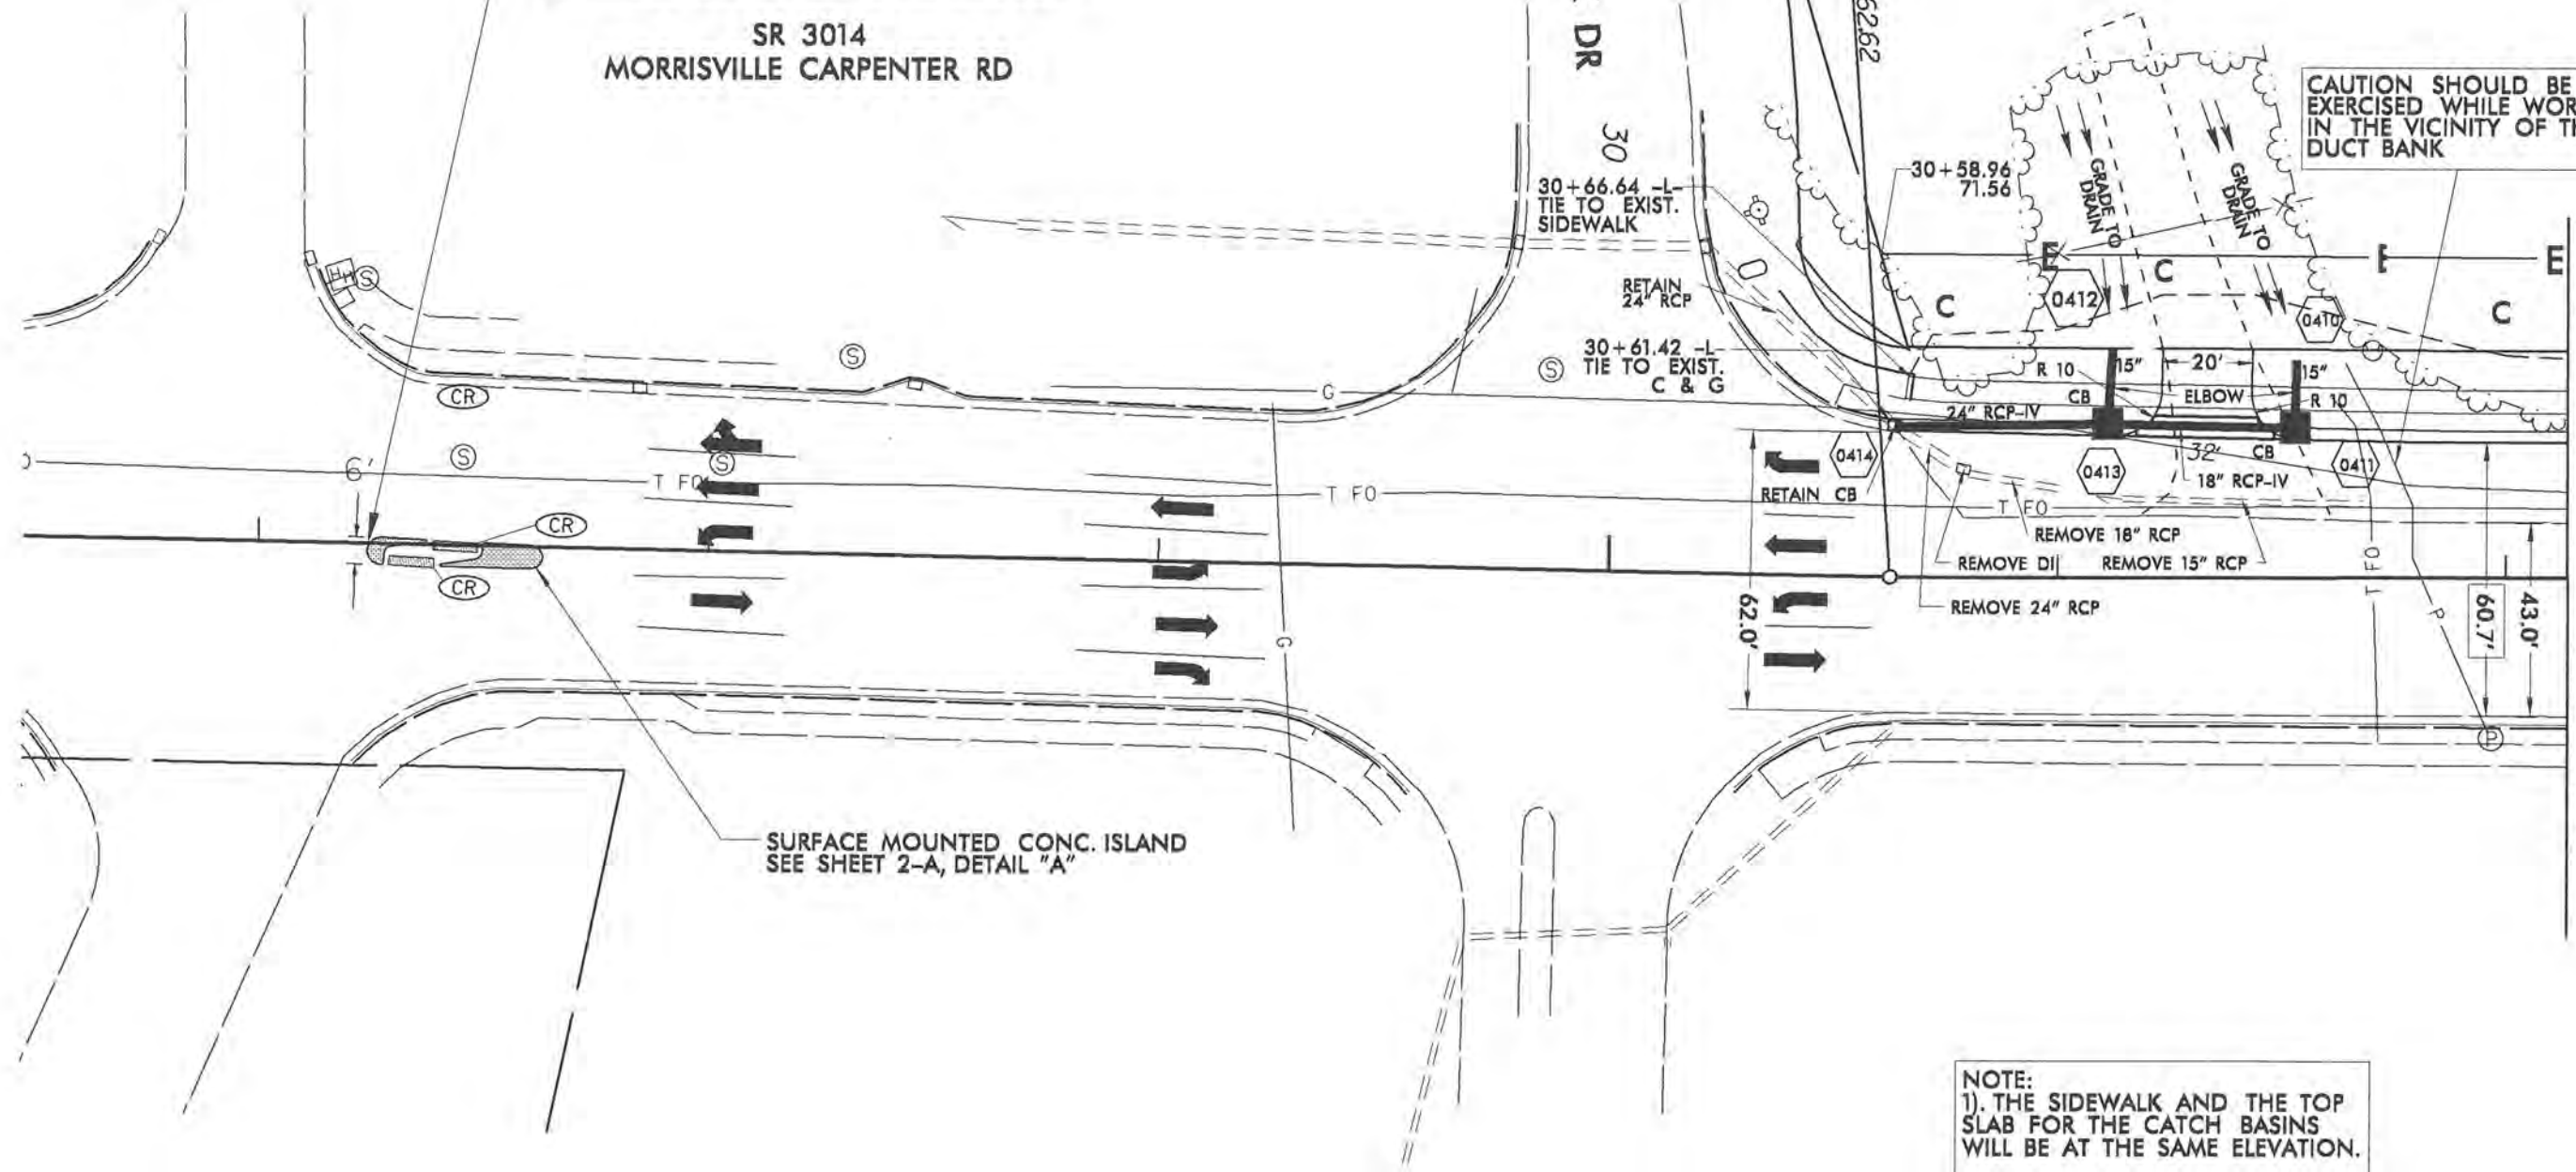 SR 3014
MORRISVILLE CARPENTER RD
DR
30
62.62
CAUTION SHOULD BE
EXERCISED WHILE
IN THE VICINITY OF
DUCT BANK
30+66.64 -L-
TIE TO EXIST.
SIDEWALK
30+58.96
71.56
GRADE TO
DRAIN
GRADE TO
DRAIN
RETAIN
24" RCP
E
C
E
E
0412
C
0410
C
30+61.42 -L-
TIE TO EXIST.
C & G
H
S
S
S
CR
G
R 10
15"
20'
15"
CB
ELBOW
R 10
24" RCP-IV
0414
RETAIN CB
0413
32'
CB
0411
18" RCP-IV
6'
S
S
T FO
T FO
T FO
CR
CR
REMOVE 18" RCP
REMOVE DI
REMOVE 15" RCP
REMOVE 24" RCP
T FO
P
62.0'
60.7'
43.0'
G
P
SURFACE MOUNTED CONC. ISLAND
SEE SHEET 2-A, DETAIL "A"
NOTE:
1). THE SIDEWALK AND THE TOP
SLAB FOR THE CATCH BASINS
WILL BE AT THE SAME ELEVATION.